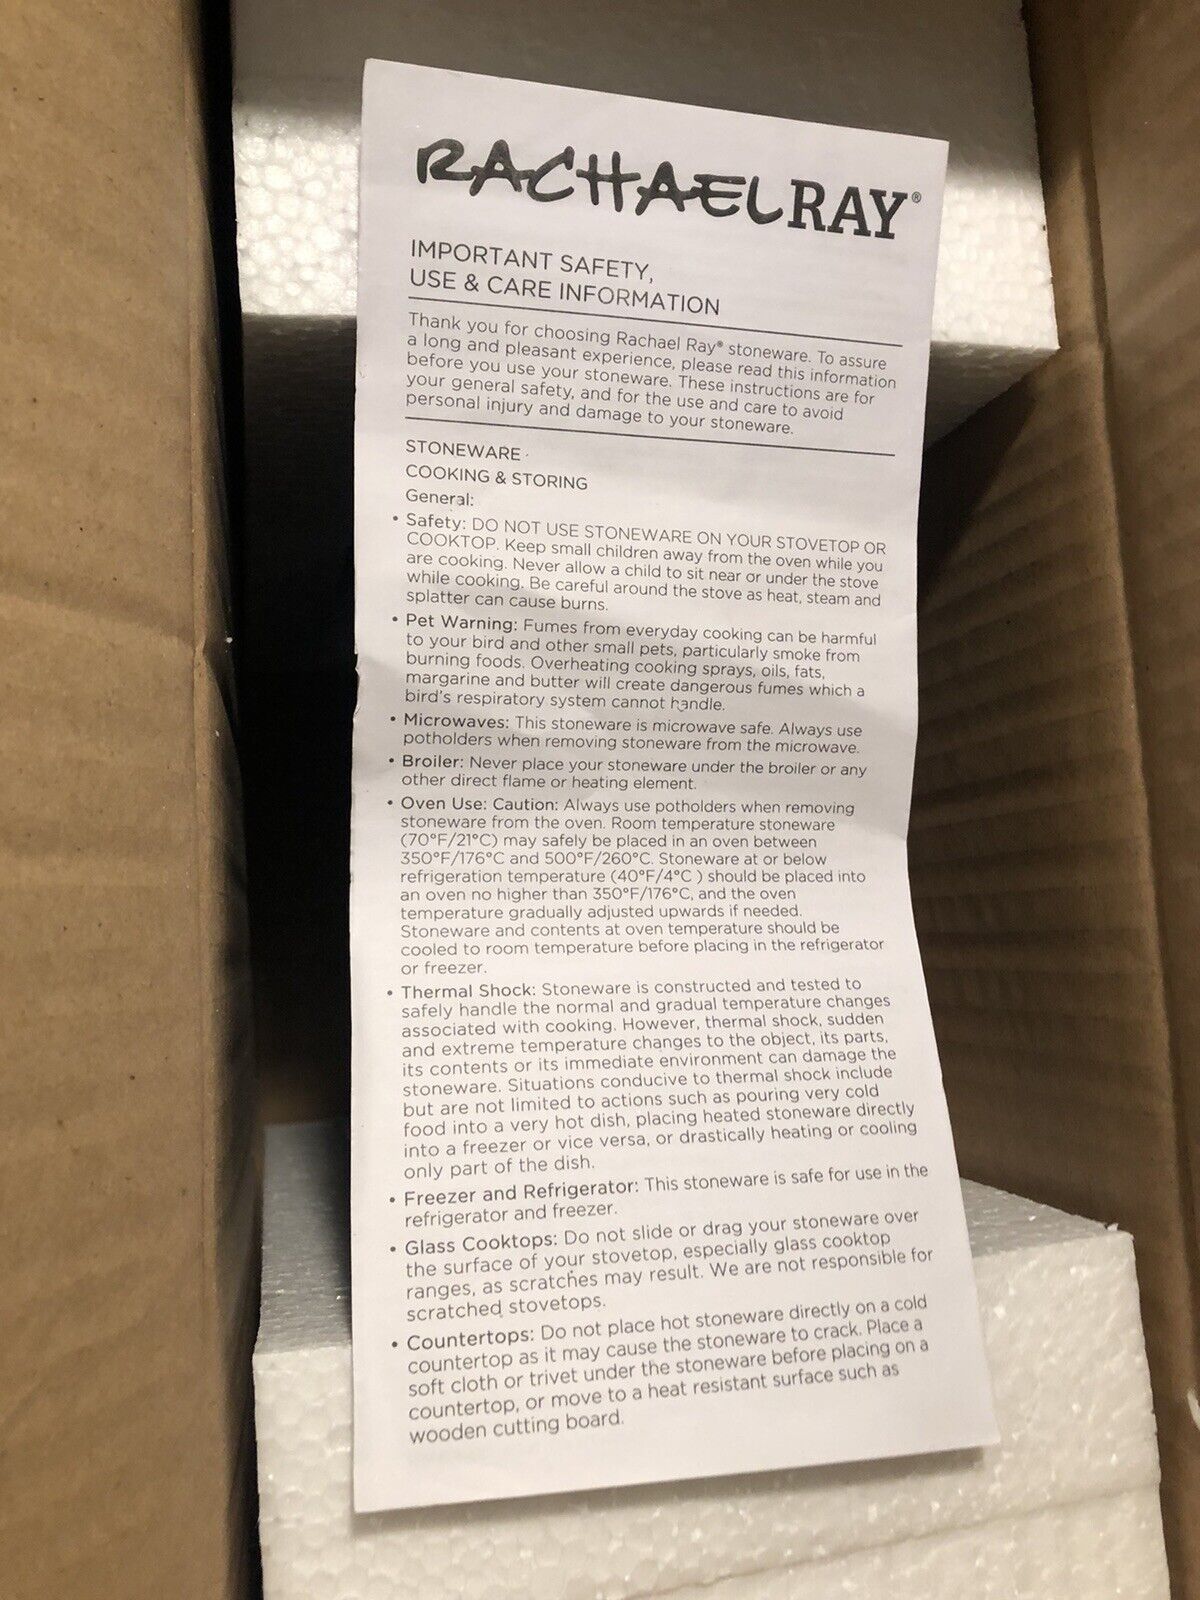 RACHAEL RAY®
IMPORTANT SAFETY,
USE & CARE INFORMATION
Thank you for choosing Rachael Ray® stoneware. To assure
a long and pleasant experience, please read this information
before you use your stoneware. These instructions are for
your general safety, and for the use and care to avoid
personal injury and damage to your stoneware.
STONEWARE
COOKING & STORING
General:
• Safety: DO NOT USE STONEWARE ON YOUR STOVETOP OR
COOKTOP. Keep small children away from the oven while you
are cooking. Never allow a child to sit near or under the stove
while cooking. Be careful around the stove as heat, steam and
splatter can cause burns.
• Pet Warning: Fumes from everyday cooking can be harmful
to your bird and other small pets, particularly smoke from
burning foods. Overheating cooking sprays, oils, fats,
margarine and butter will create dangerous fumes which a
bird's respiratory system cannot handle.
• Microwaves: This stoneware is microwave safe. Always use
potholders when removing stoneware from the microwave.
• Broiler: Never place your stoneware under the broiler or any
other direct flame or heating element.
• Oven Use: Caution: Always use potholders when removing
stoneware from the oven. Room temperature stoneware
(70°F/21°C) may safely be placed in an oven between
350°F/176°C and 500°F/260°C. Stoneware at or below
refrigeration temperature (40°F/4°C ) should be placed into
an oven no higher than 350°F/176°C, and the oven
temperature gradually adjusted upwards if needed.
Stoneware and contents at oven temperature should be
cooled to room temperature before placing in the refrigerator
or freezer.
• Thermal Shock: Stoneware is constructed and tested to
safely handle the normal and gradual temperature changes
associated with cooking. However, thermal shock, sudden
and extreme temperature changes to the object, its parts,
its contents or its immediate environment can damage the
stoneware. Situations conducive to thermal shock include
but are not limited to actions such as pouring very cold
food into a very hot dish, placing heated stoneware directly
into a freezer or vice versa, or drastically heating or cooling
only part of the dish.
• Freezer and Refrigerator: This stoneware is safe for use in the
refrigerator and freezer.
• Glass Cooktops: Do not slide or drag your stoneware over
the surface of your stovetop, especially glass cooktop
ranges, as scratches may result. We are not responsible for
scratched stovetops.
• Countertops: Do not place hot stoneware directly on a cold
countertop as it may cause the stoneware to crack. Place a
soft cloth or trivet under the stoneware before placing on a
countertop, or move to a heat resistant surface such as
wooden cutting board.